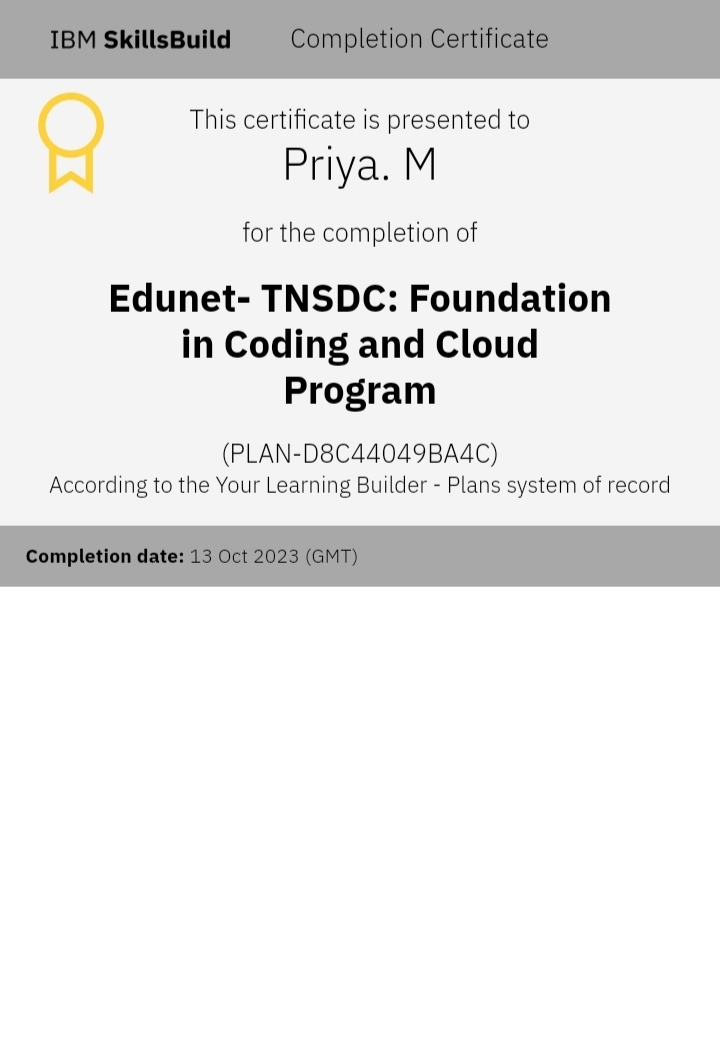 IBM SkillsBuild Completion Certificate
This certificate is presented to
Priya. M
for the completion of
Edunet- TNSDC: Foundation
in Coding and Cloud
Program
(PLAN-D8C44049BA4C)
According to the Your Learning Builder - Plans system of record
Completion date: 13 Oct 2023 (GMT)